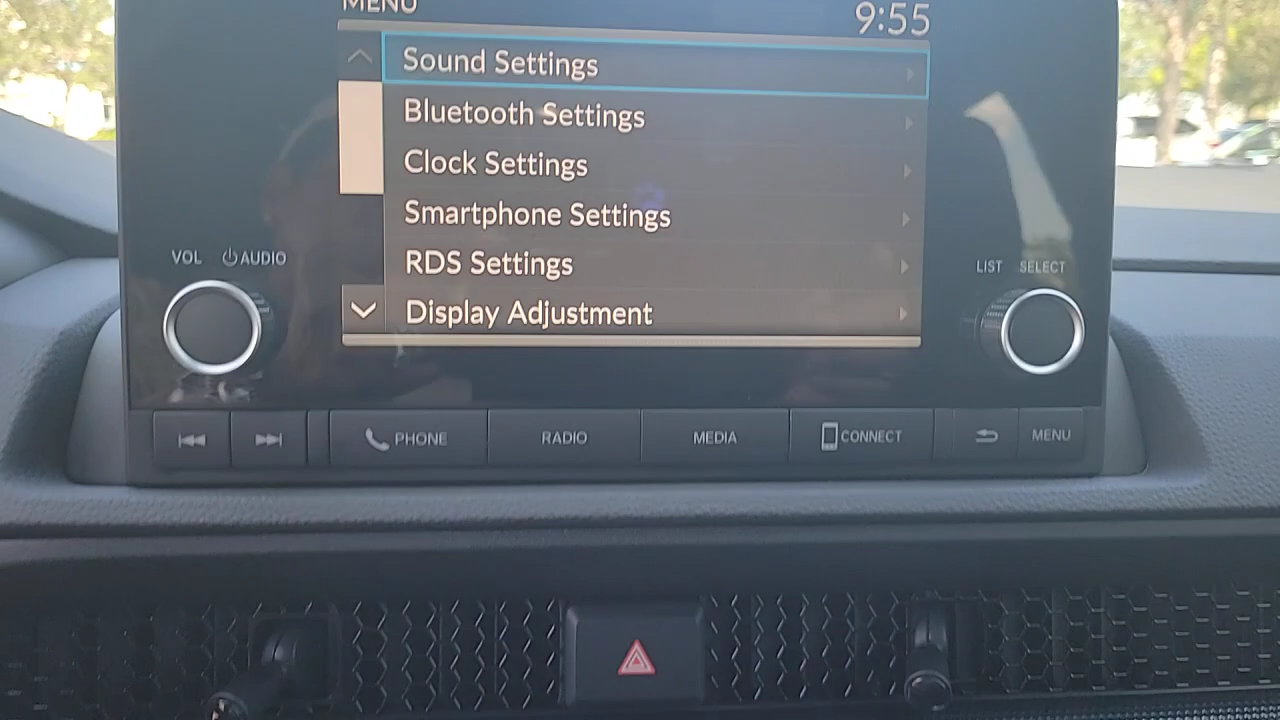 MENU 9:55
Sound Settings
Bluetooth Settings
Clock Settings
Smartphone Settings
RDS Settings
Display Adjustment
VOL AUDIO
LIST SELECT
PHONE RADIO MEDIA CONNECT MENU